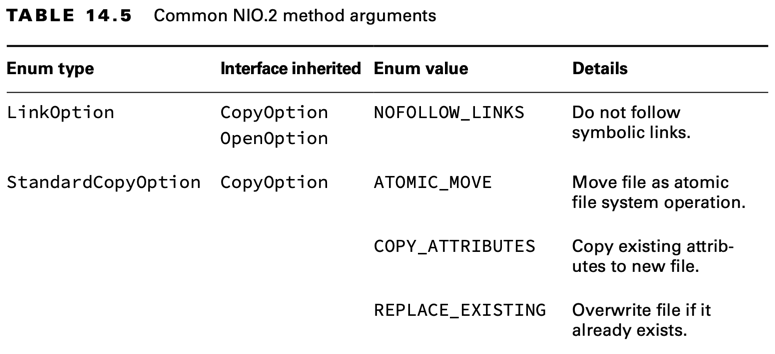 TABLE 14.5 Common NIO.2 method arguments
Enum type Interface inherited Enum value Details
LinkOption CopyOption NOFOLLOW_LINKS Do not follow
OpenOption symbolic links.
StandardCopyOption CopyOption ATOMIC_MOVE Move file as atomic
file system operation.
COPY_ATTRIBUTES Copy existing attrib-
utes to new file.
REPLACE_EXISTING Overwrite file if it
already exists.